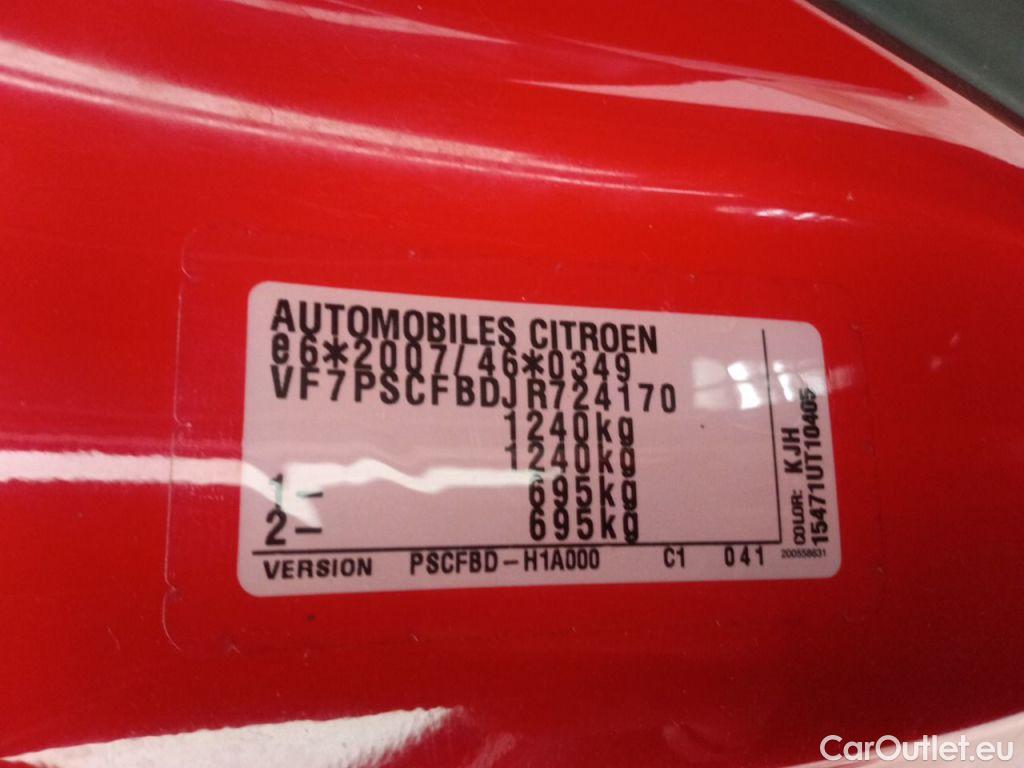 AUTOMOBILES CITROEN
e6*2007/46*0349
VF7PSCFBDJR724170
1240kg
1240kg
1- 695kg
2- 695kg
VERSION PSCFBD-H1A000 C1 041
COLOR: KJH
15471UT10405
200558631
CarOutlet.eu